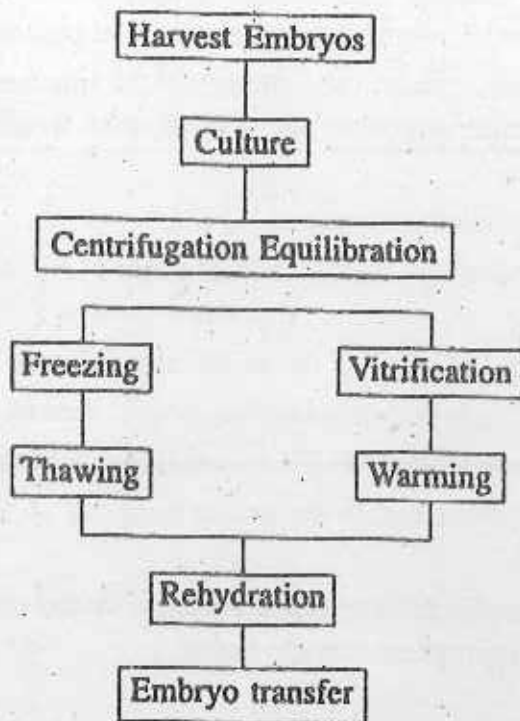 Harvest Embryos
Culture
Centrifugation Equilibration
Freezing
Vitrification
Thawing
Warming
Rehydration
Embryo transfer